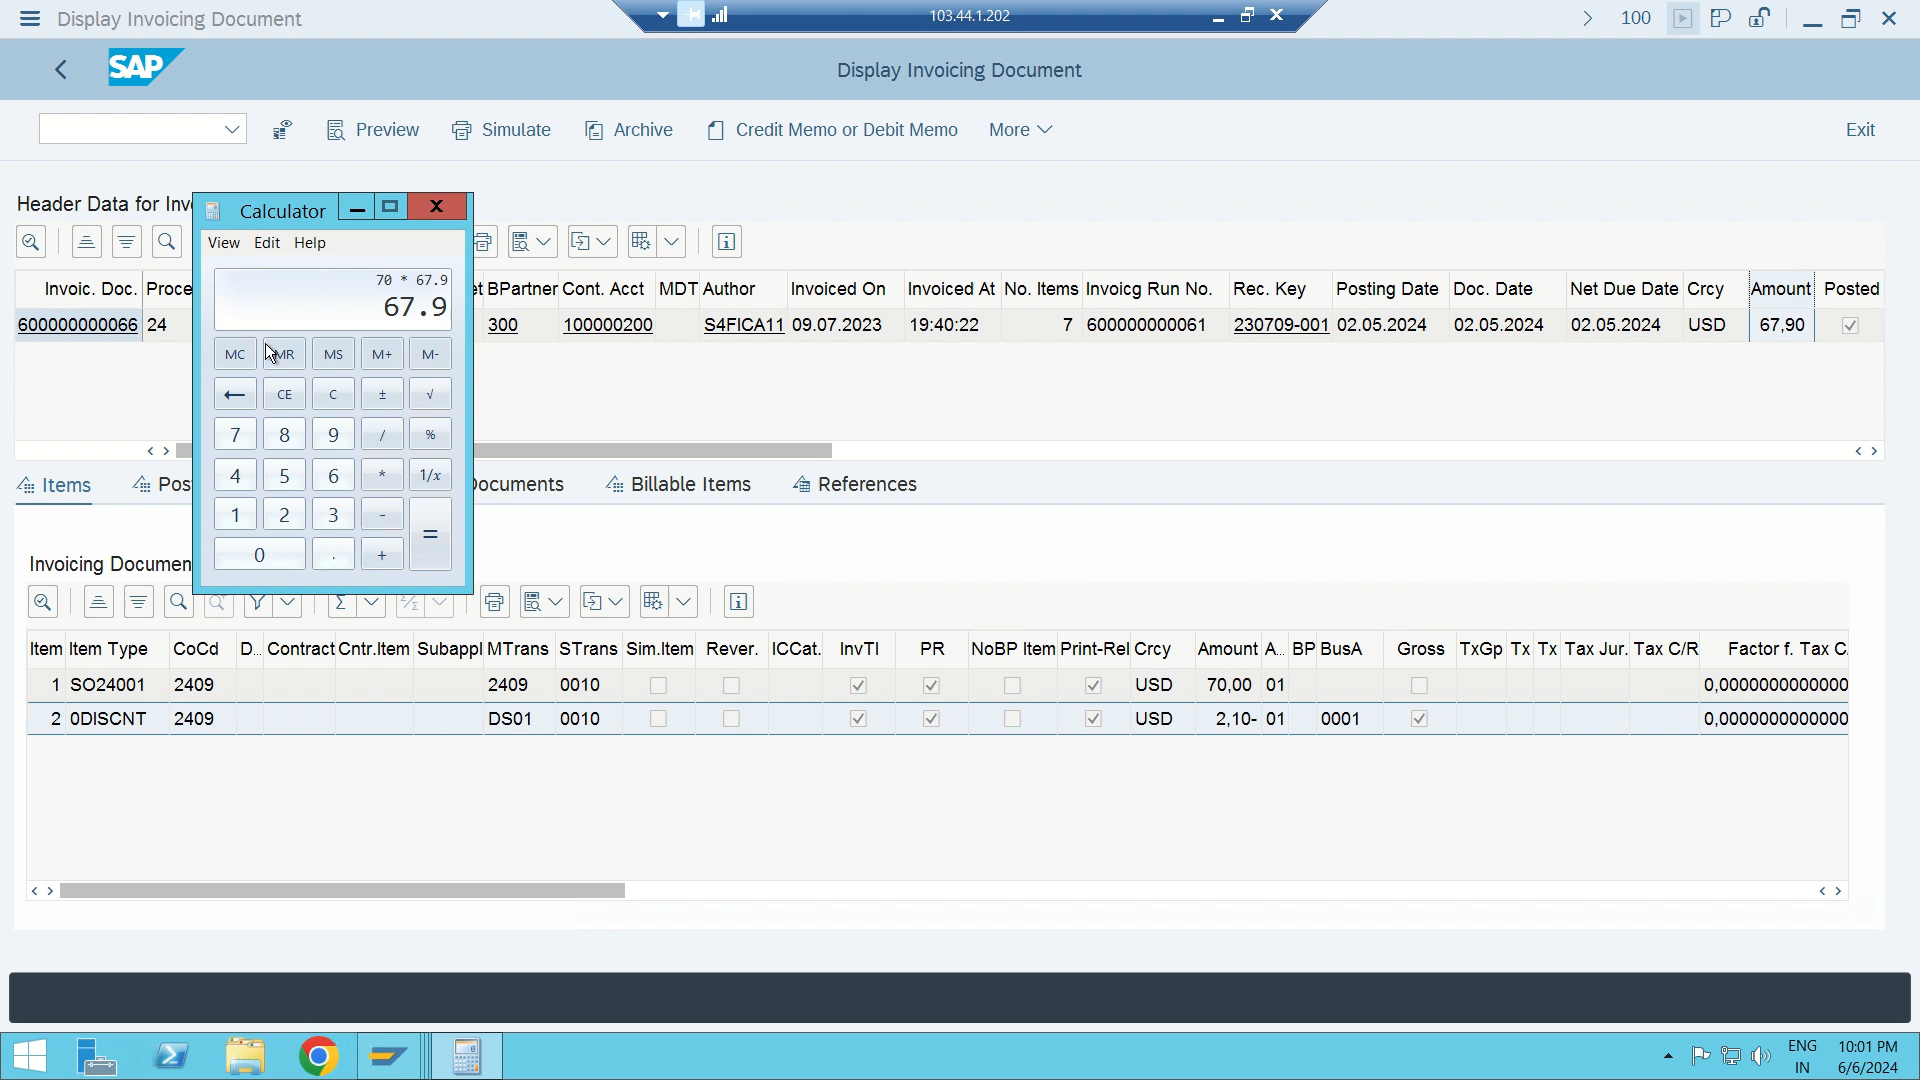 Display Invoicing Document
103.44.1.202
100
SAP
Display Invoicing Document
Preview
Simulate
Archive
Credit Memo or Debit Memo
More
Exit
Header Data for Inv
Calculator
View Edit Help
70 * 67.9
67.9
MC MR MS M+ M-
← CE C ± √
7 8 9 / %
4 5 6 * 1/x
1 2 3 - =
0 . +
Invoic. Doc. Proce et BPartner Cont. Acct MDT Author Invoiced On Invoiced At No. Items Invoicg Run No. Rec. Key Posting Date Doc. Date Net Due Date Crcy Amount Posted
600000000066 24 300 100000200 S4FICA11 09.07.2023 19:40:22 7 600000000061 230709-001 02.05.2024 02.05.2024 02.05.2024 USD 67,90
Items Pos Documents Billable Items References
Invoicing Documen
Item Item Type CoCd D... Contract Cntr.Item Subappl MTrans STrans Sim.Item Rever. ICCat. InvTl PR NoBP Item Print-Rel Crcy Amount A... BP BusA Gross TxGp Tx Tx Tax Jur. Tax C/R Factor f. Tax C
1 SO24001 2409 2409 0010 USD 70,00 01 0,0000000000000
2 0DISCNT 2409 DS01 0010 USD 2,10- 01 0001 0,0000000000000
ENG
IN
10:01 PM
6/6/2024